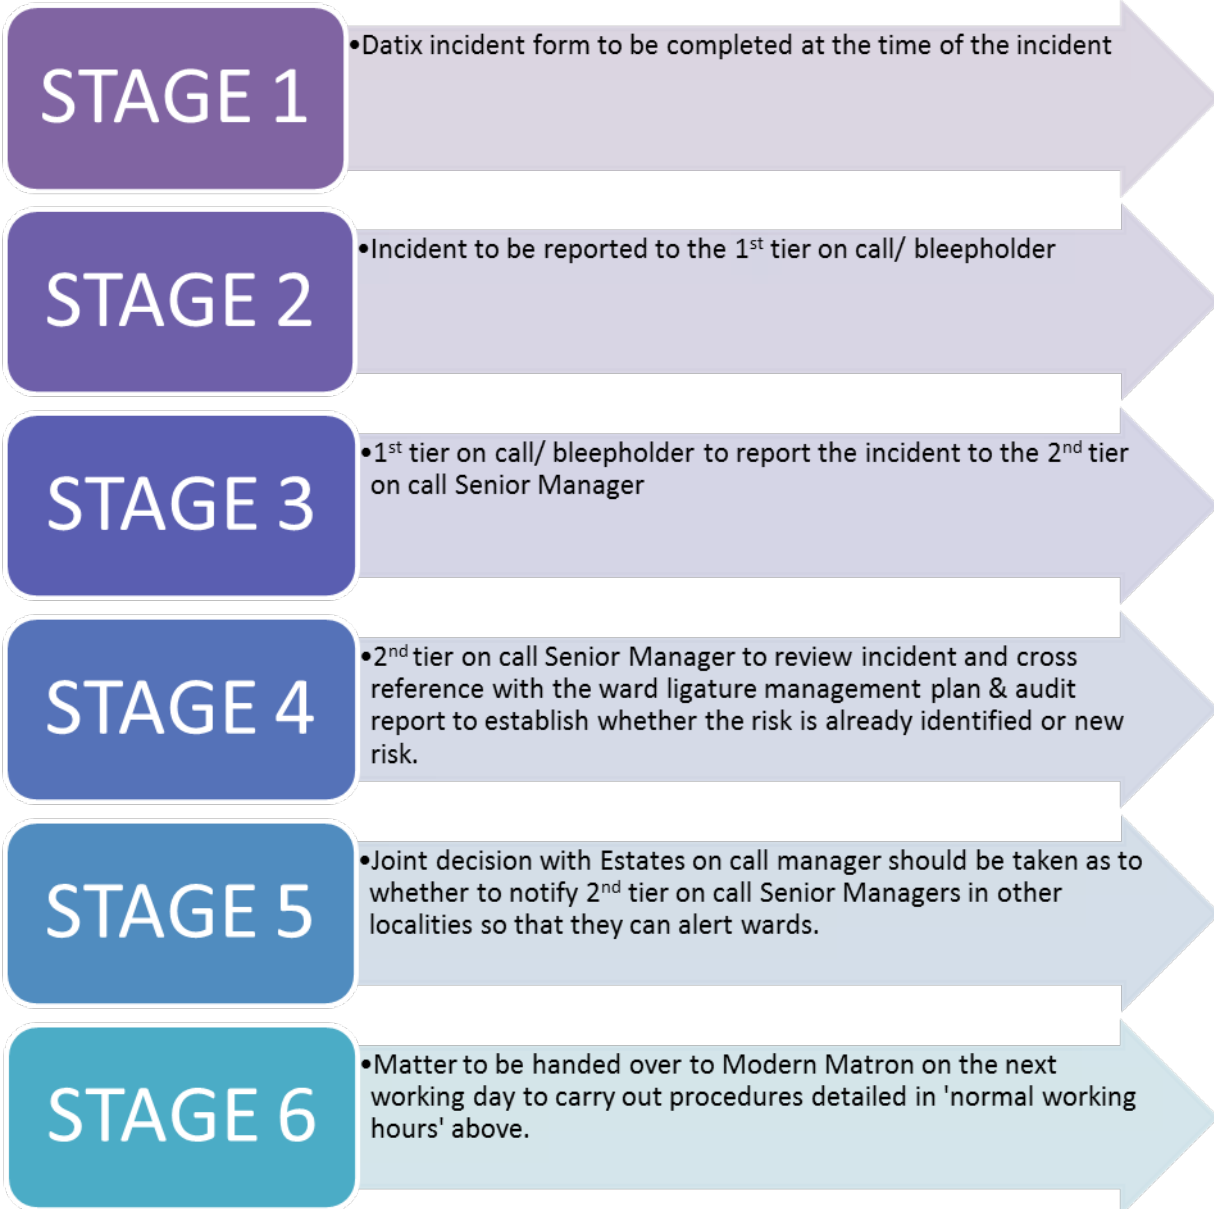 STAGE 1
•Datix incident form to be completed at the time of the incident
STAGE 2
•Incident to be reported to the 1st tier on call/ bleepholder
STAGE 3
•1st tier on call/ bleepholder to report the incident to the 2nd tier
on call Senior Manager
STAGE 4
•2nd tier on call Senior Manager to review incident and cross
reference with the ward ligature management plan & audit
report to establish whether the risk is already identified or new
risk.
STAGE 5
•Joint decision with Estates on call manager should be taken as to
whether to notify 2nd tier on call Senior Managers in other
localities so that they can alert wards.
STAGE 6
•Matter to be handed over to Modern Matron on the next
working day to carry out procedures detailed in 'normal working
hours' above.